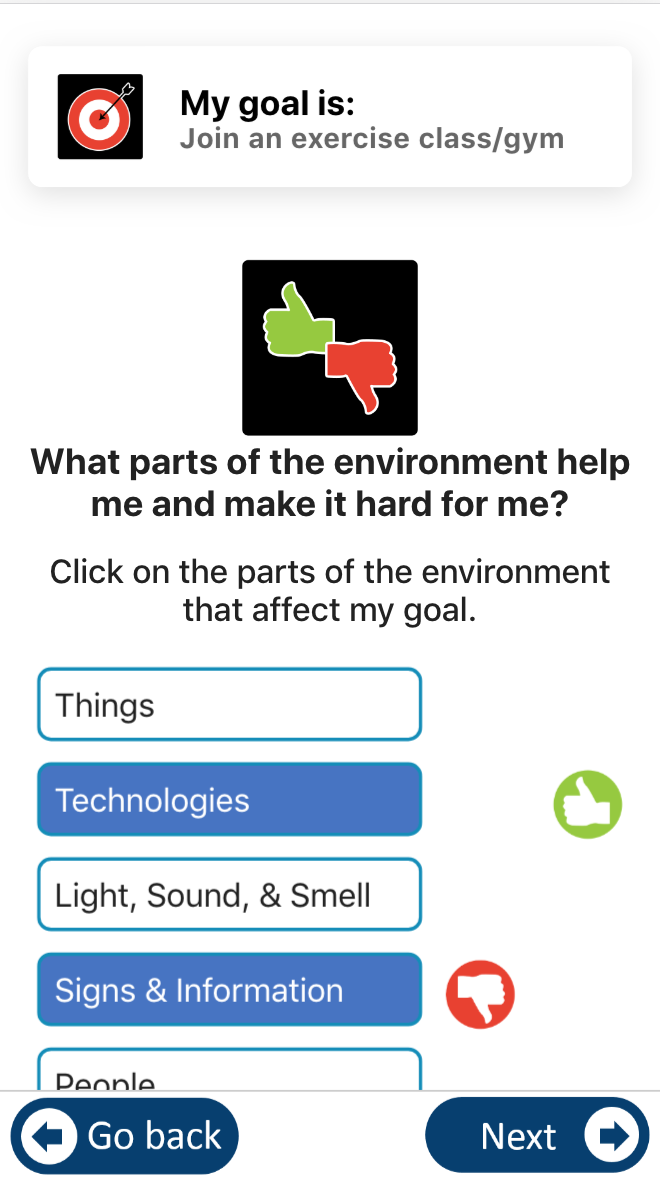 My goal is:
Join an exercise class/gym
What parts of the environment help
me and make it hard for me?
Click on the parts of the environment
that affect my goal.
Things
Technologies
Light, Sound, & Smell
Signs & Information
People
Go back
Next